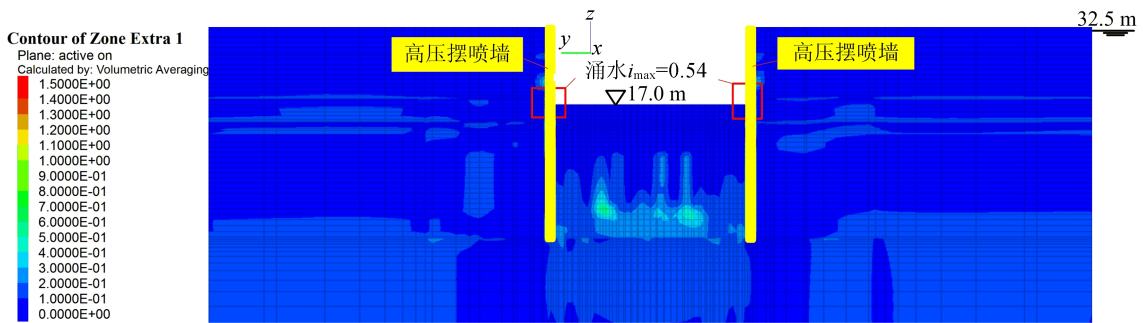 Contour of Zone Extra 1
Plane: active on
Calculated by: Volumetric Averaging
1.5000E+00
1.4000E+00
1.3000E+00
1.2000E+00
1.1000E+00
1.0000E+00
9.0000E-01
8.0000E-01
7.0000E-01
6.0000E-01
5.0000E-01
4.0000E-01
3.0000E-01
2.0000E-01
1.0000E-01
0.0000E+00
z
y
x
高压摆喷墙
高压摆喷墙
涌水imax=0.54
17.0 m
32.5 m